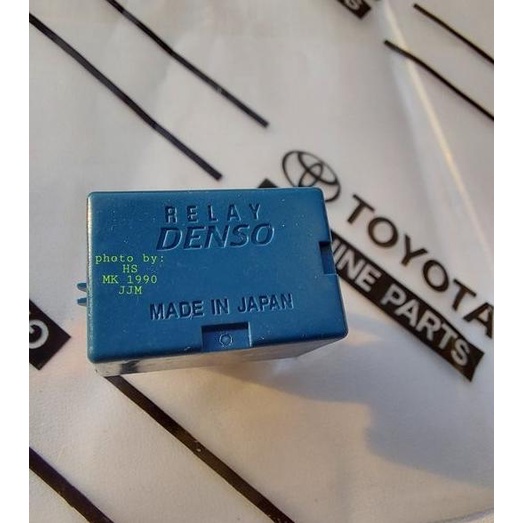 RELAY
DENSO
photo by:
HS
MK 1990
JJM
MADE IN JAPAN
TOYOTA
INE PARTS